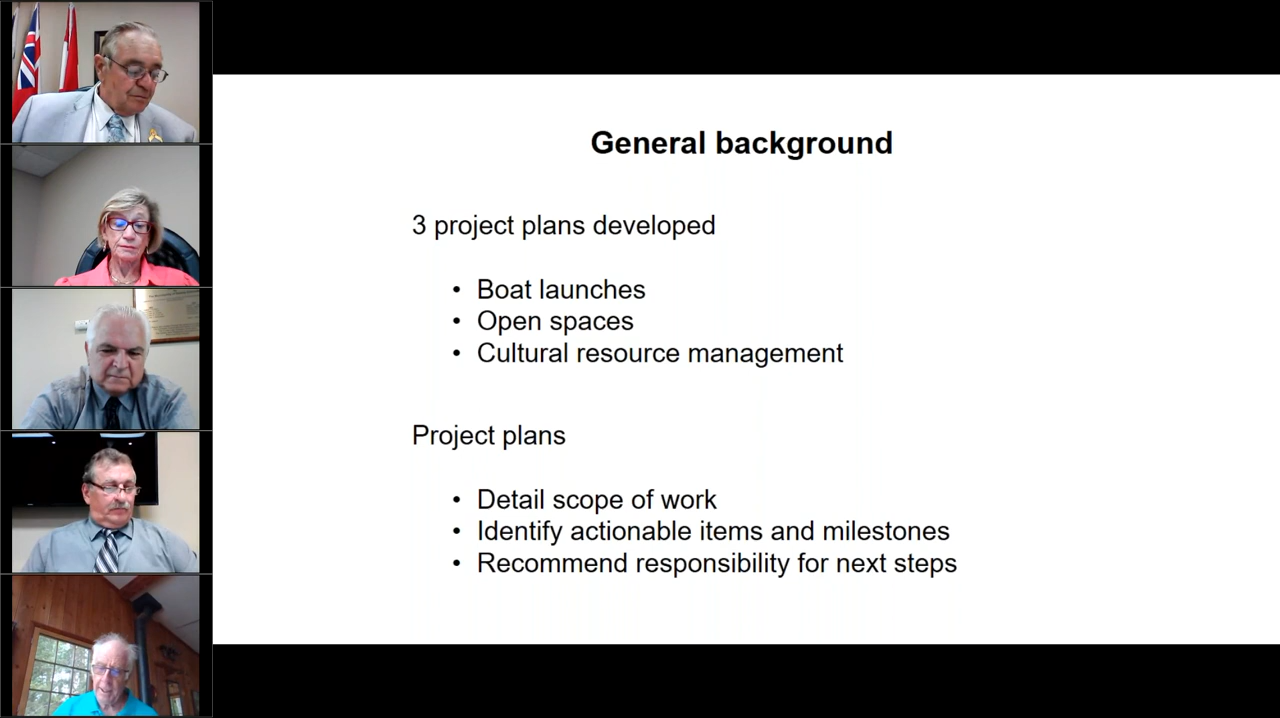 General background
3 project plans developed
• Boat launches
• Open spaces
• Cultural resource management
Project plans
• Detail scope of work
• Identify actionable items and milestones
• Recommend responsibility for next steps